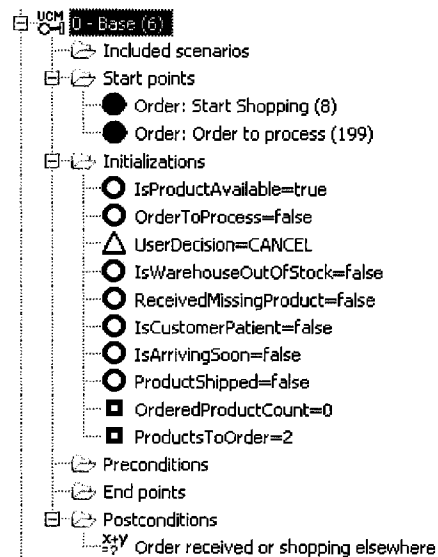 UCM 0 - Base (6)
Included scenarios
Start points
Order: Start Shopping (8)
Order: Order to process (199)
Initializations
IsProductAvailable=true
OrderToProcess=false
UserDecision=CANCEL
IsWarehouseOutOfStock=false
ReceivedMissingProduct=false
IsCustomerPatient=false
IsArrivingSoon=false
ProductShipped=false
OrderedProductCount=0
ProductsToOrder=2
Preconditions
End points
Postconditions
X+Y =? Order received or shopping elsewhere